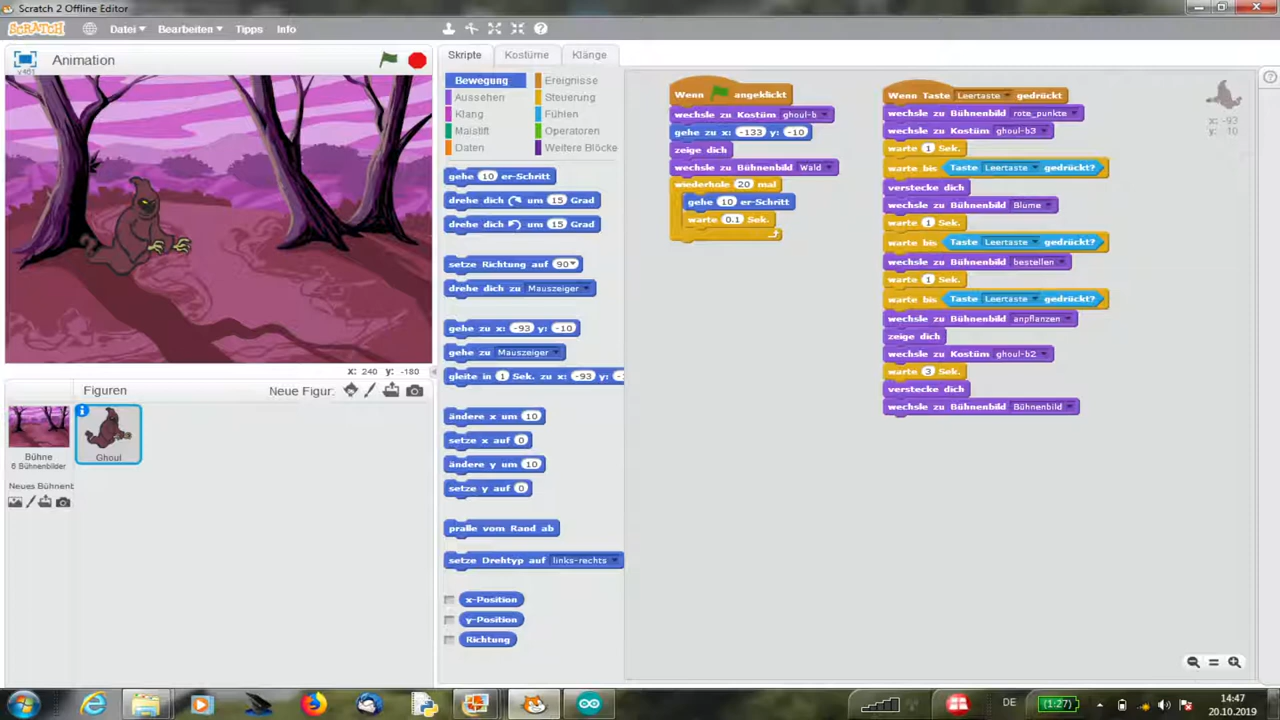 Scratch 2 Offline Editor
SCRATCH Datei Bearbeiten Tipps Info
v461 Animation
x: 240 y: -180
Figuren Neue Figur:
Bühne
6 Bühnenbilder
Neues Bühnent
Ghoul
Skripte Kostüme Klänge
Bewegung Ereignisse
Aussehen Steuerung
Klang Fühlen
Malstift Operatoren
Daten Weitere Blöcke
gehe 10 er-Schritt
drehe dich um 15 Grad
drehe dich um 15 Grad
setze Richtung auf 90
drehe dich zu Mauszeiger
gehe zu x: -93 y: -10
gehe zu Mauszeiger
gleite in 1 Sek. zu x: -93 y: -1
ändere x um 10
setze x auf 0
ändere y um 10
setze y auf 0
pralle vom Rand ab
setze Drehtyp auf links-rechts
x-Position
y-Position
Richtung
Wenn angeklickt
wechsle zu Kostüm ghoul-b
gehe zu x: -133 y: -10
zeige dich
wechsle zu Bühnenbild Wald
wiederhole 20 mal
gehe 10 er-Schritt
warte 0.1 Sek.
Wenn Taste Leertaste gedrückt
wechsle zu Bühnenbild rote_punkte
wechsle zu Kostüm ghoul-b3
warte 1 Sek.
warte bis Taste Leertaste gedrückt?
verstecke dich
wechsle zu Bühnenbild Blume
warte 1 Sek.
warte bis Taste Leertaste gedrückt?
wechsle zu Bühnenbild bestellen
warte 1 Sek.
warte bis Taste Leertaste gedrückt?
wechsle zu Bühnenbild anpflanzen
zeige dich
wechsle zu Kostüm ghoul-b2
warte 3 Sek.
verstecke dich
wechsle zu Bühnenbild Bühnenbild
x: -93
y: 10
DE (1:27) 14:47
20.10.2019